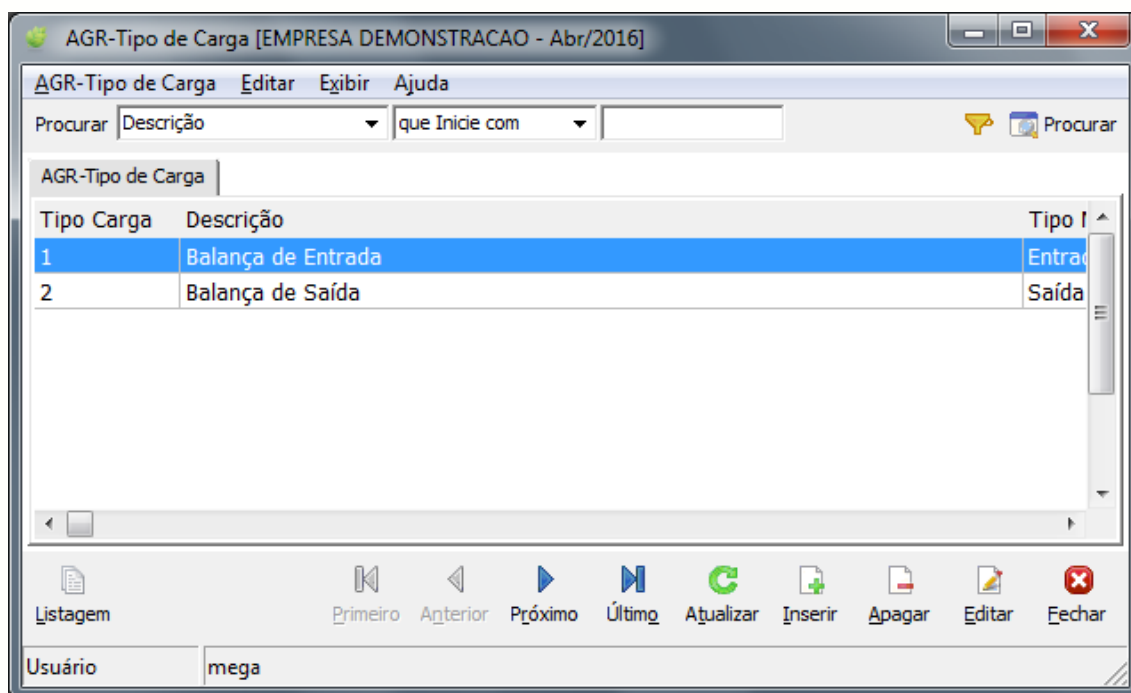 AGR-Tipo de Carga [EMPRESA DEMONSTRACAO - Abr/2016]
AGR-Tipo de Carga Editar Exibir Ajuda
Procurar Descrição que Inicie com Procurar
AGR-Tipo de Carga
Tipo Carga Descrição Tipo
1 Balança de Entrada Entrad
2 Balança de Saída Saída
Listagem Primeiro Anterior Próximo Último Atualizar Inserir Apagar Editar Fechar
Usuário mega